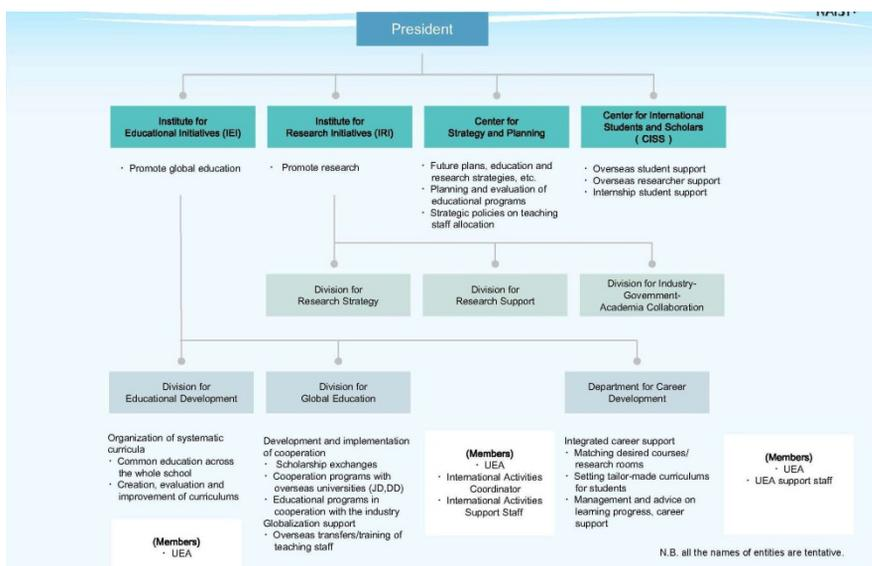 President
Institute for
Educational Initiatives (IEI)
Institute for
Research Initiatives (IRI)
Center for
Strategy and Planning
Center for International
Students and Scholars
( CISS )
・ Promote global education
・ Promote research
・ Future plans, education and
research strategies, etc.
・ Planning and evaluation of
educational programs
・ Strategic policies on teaching
staff allocation
・ Overseas student support
・ Overseas researcher support
・ Internship student support
Division for
Research Strategy
Division for
Research Support
Division for Industry-
Government-
Academia Collaboration
Division for
Educational Development
Division for
Global Education
Department for Career
Development
Organization of systematic
curricula
・ Common education across
the whole school
・ Creation, evaluation and
improvement of curriculums
(Members)
・ UEA
Development and implementation
of cooperation
・ Scholarship exchanges
・ Cooperation programs with
overseas universities (JD,DD)
・ Educational programs in
cooperation with the industry
Globalization support
・ Overseas transfers/training of
teaching staff
(Members)
・ UEA
・ International Activities
Coordinator
・ International Activities
Support Staff
Integrated career support
・ Matching desired courses/
research rooms
・ Setting tailor-made curriculums
for students
・ Management and advice on
learning progress, career
support
(Members)
・ UEA
・ UEA support staff
N.B. all the names of entities are tentative.